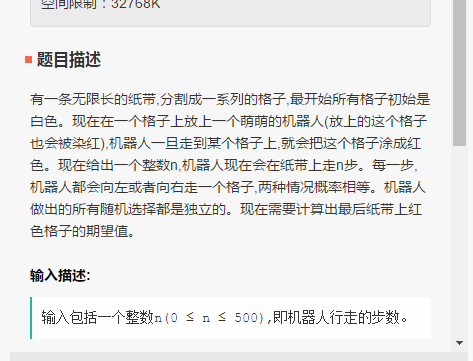 空间限制：32768K
题目描述
有一条无限长的纸带,分割成一系列的格子,最开始所有格子初始是
白色。现在在一个格子上放上一个萌萌的机器人(放上的这个格子
也会被染红),机器人一旦走到某个格子上,就会把这个格子涂成红
色。现在给出一个整数n,机器人现在会在纸带上走n步。每一步,
机器人都会向左或者向右走一个格子,两种情况概率相等。机器人
做出的所有随机选择都是独立的。现在需要计算出最后纸带上红
色格子的期望值。
输入描述:
输入包括一个整数n(0 ≤ n ≤ 500),即机器人行走的步数。